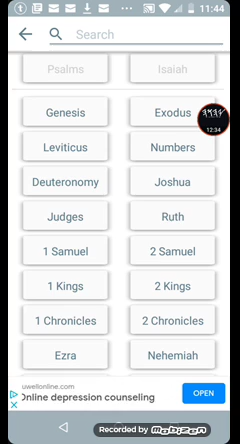 11:44
Search
Psalms Isaiah
Genesis Exodus
Leviticus Numbers
12:34
Deuteronomy Joshua
Judges Ruth
1 Samuel 2 Samuel
1 Kings 2 Kings
1 Chronicles 2 Chronicles
Ezra Nehemiah
uwellonline.com
Online depression counseling
OPEN
Recorded by Mobizen